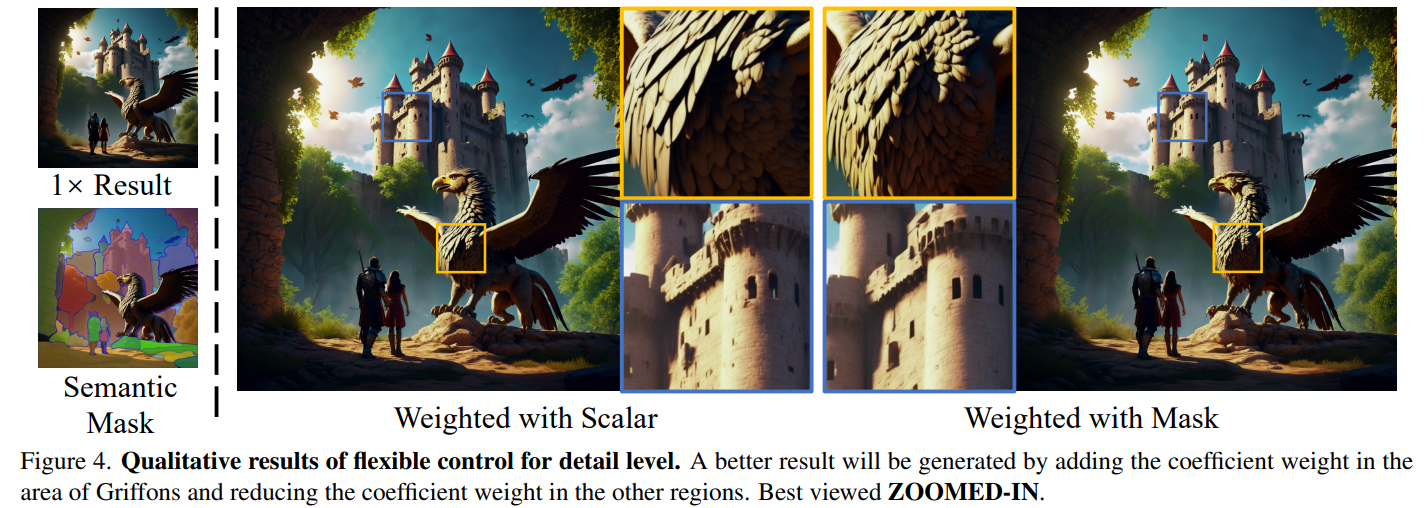 1× Result
Semantic
Mask
Weighted with Scalar
Weighted with Mask
Figure 4. Qualitative results of flexible control for detail level. A better result will be generated by adding the coefficient weight in the
area of Griffons and reducing the coefficient weight in the other regions. Best viewed ZOOMED-IN.